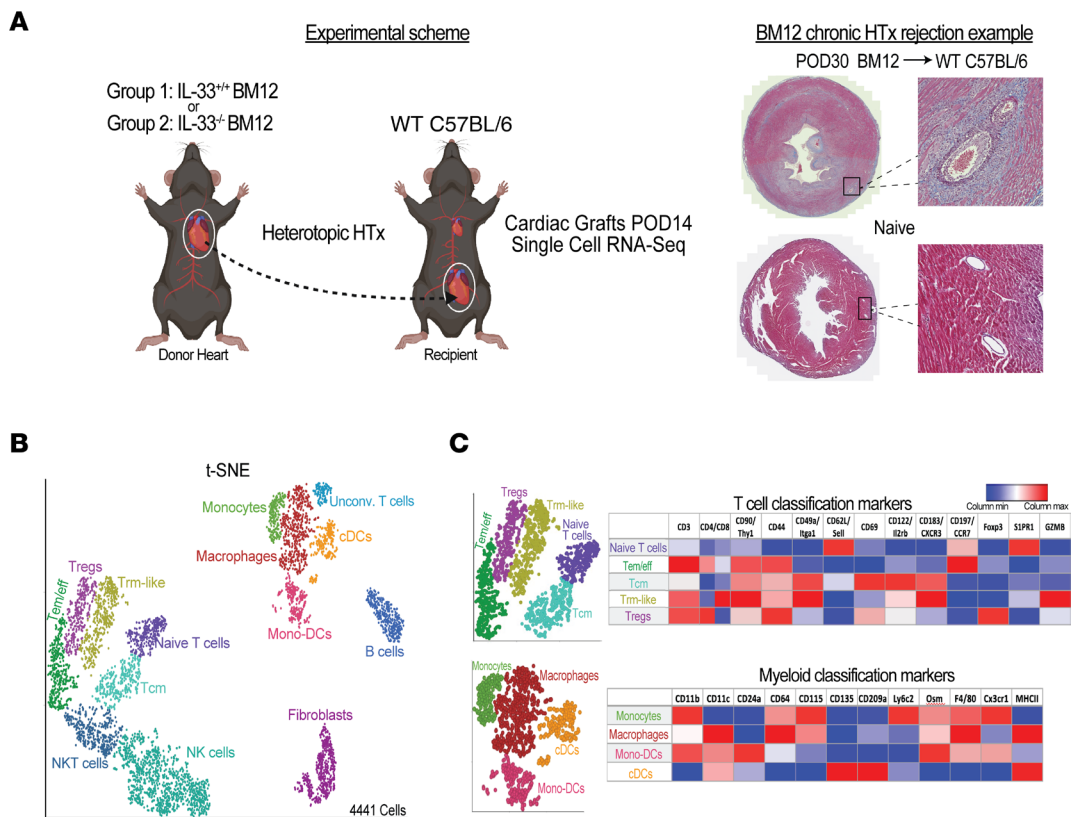 A
Experimental scheme
Group 1: IL-33+/+ BM12
or
Group 2: IL-33-/- BM12
WT C57BL/6
Heterotopic HTx
Cardiac Grafts POD14
Single Cell RNA-Seq
Donor Heart
Recipient
BM12 chronic HTx rejection example
POD30 BM12 → WT C57BL/6
Naive
B
t-SNE
Monocytes
Unconv. T cells
Macrophages
cDCs
Mono-DCs
B cells
Tem/eff
Tregs
Trm-like
Naive T cells
Tcm
NKT cells
NK cells
Fibroblasts
4441 Cells
C
Tem/eff
Tregs
Trm-like
Naive
T cells
Tcm
Column min
Column max
T cell classification markers
CD3 CD4/CD8 CD90/Thy1 CD44 CD49a/Itga1 CD62L/Sell CD69 CD122/Il2rb CD183/CXCR3 CD197/CCR7 Foxp3 S1PR1 GZMB
Naive T cells
Tem/eff
Tcm
Trm-like
Tregs
Monocytes
Macrophages
cDCs
Mono-DCs
Myeloid classification markers
CD11b CD11c CD24a CD64 CD115 CD135 CD209a Ly6c2 Osm F4/80 Cx3cr1 MHCII
Monocytes
Macrophages
Mono-DCs
cDCs